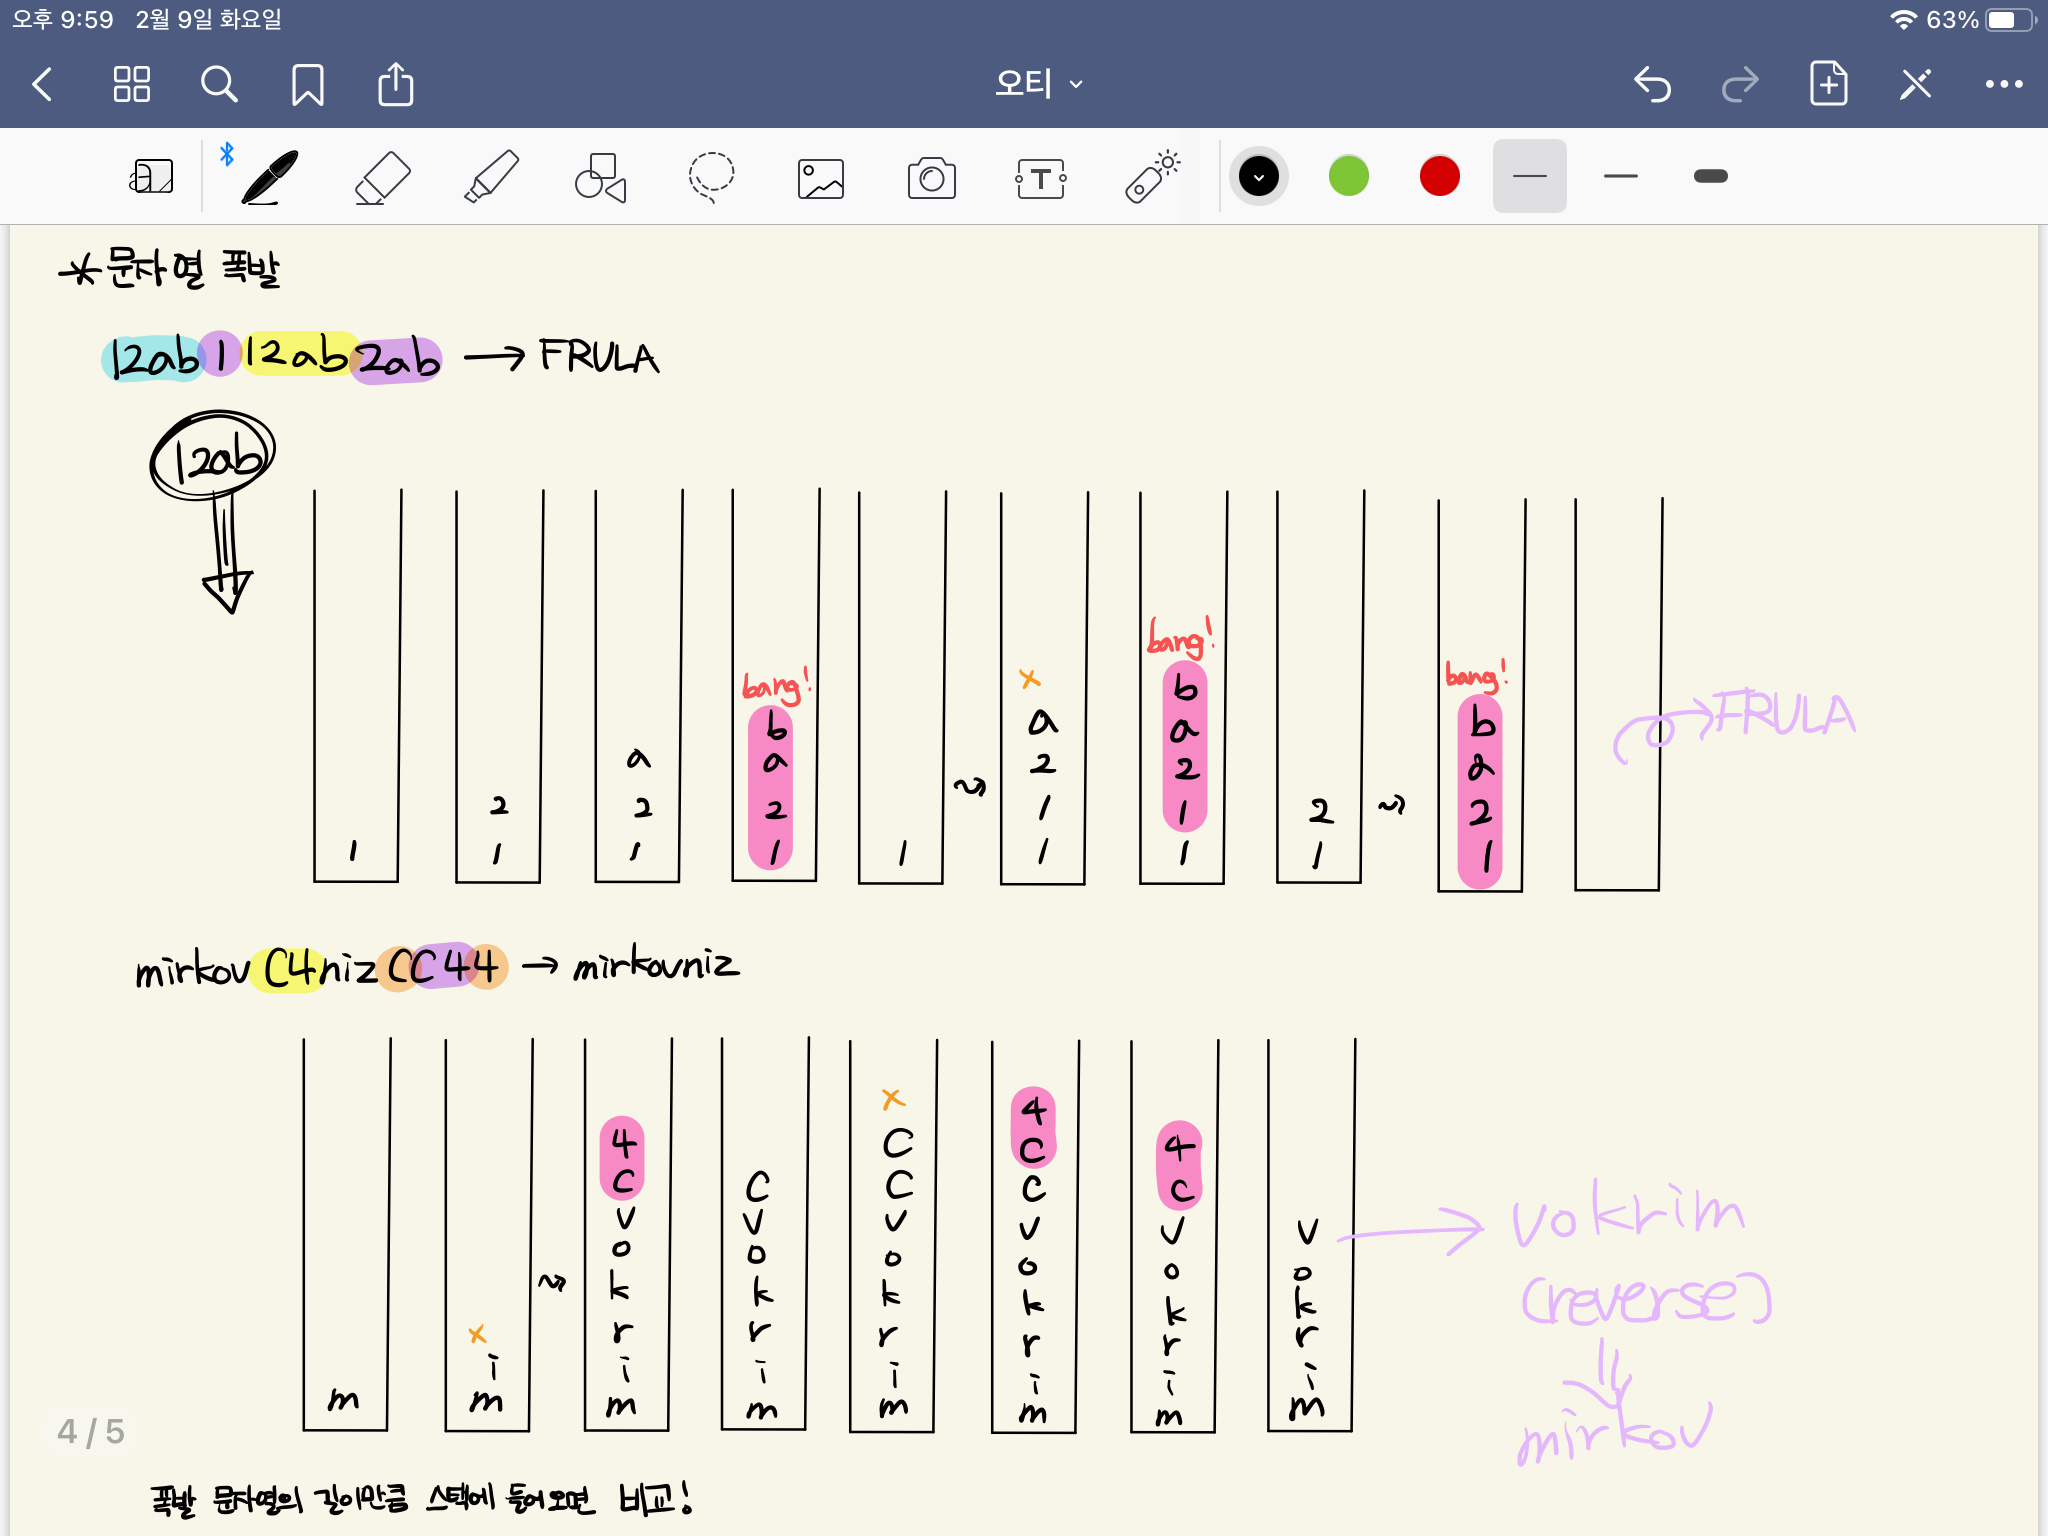 오후 9:59 2월 9일 화요일 63%
오티
T
*문자열 폭발
12ab112ab2ab → FRULA
12ab
bang!
bang! x bang!
b b b
a a a a a → FRULA
2 2 2 2 2 2 2
1 1 1 1 1 1 1 1 1
1 1
mirkovC4nizCC44 → mirkovniz
m
x
i
m
4
C
v
o
k
r
i
m
C
v
o
k
r
i
m
x
C
C
v
o
k
r
i
m
4
C
C
v
o
k
r
i
m
4
C
v
o
k
r
i
m
v
o
k
r
i
m
vokrim
(reverse)
mirkov
4 / 5
폭발 문자열의 길이만큼 스택에 들어오면 비교!